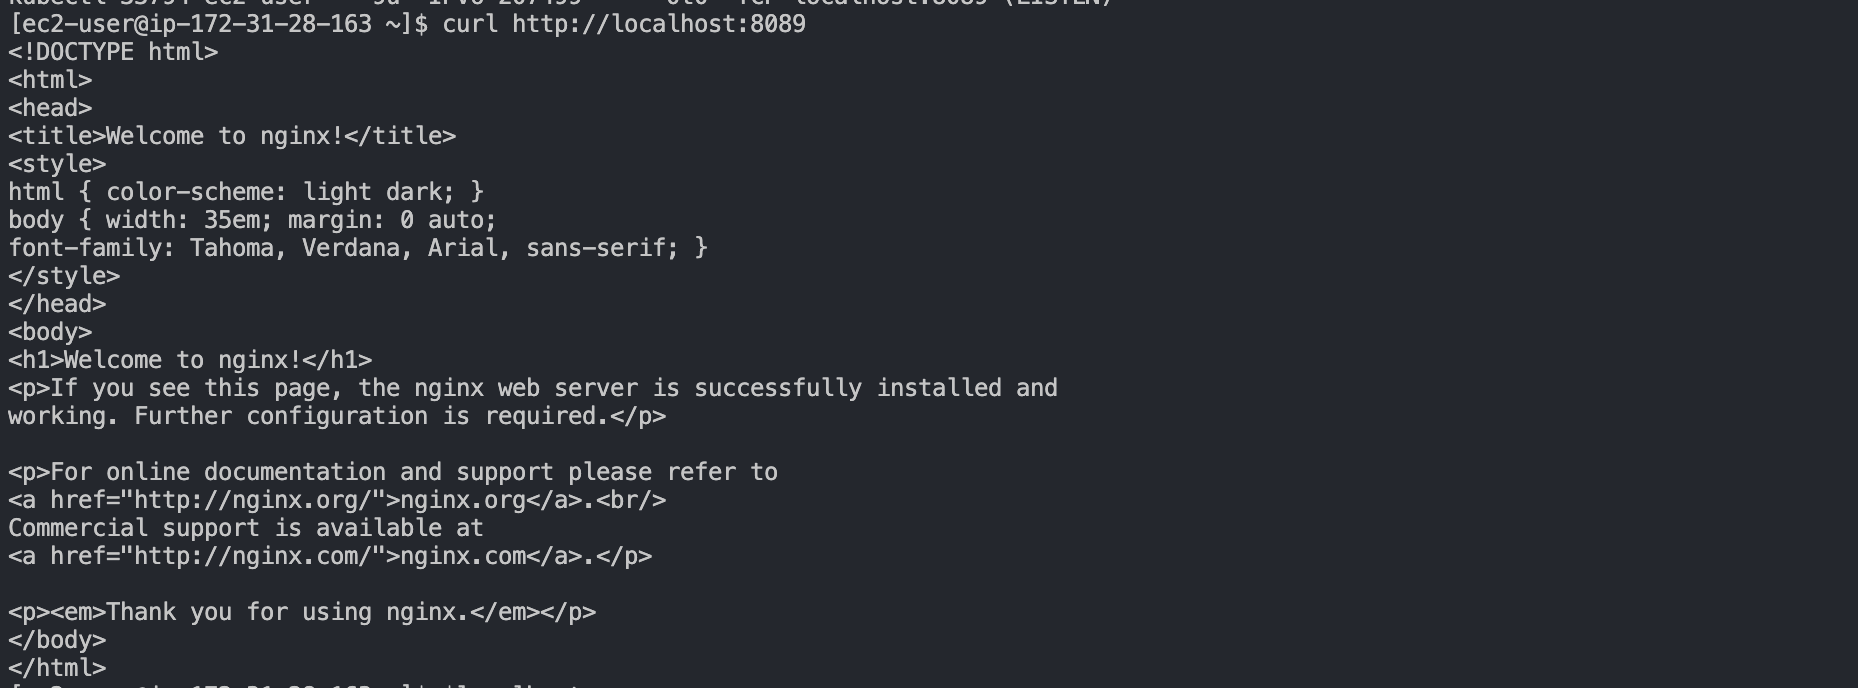 [ec2-user@ip-172-31-28-163 ~]$ curl http://localhost:8089
<!DOCTYPE html>
<html>
<head>
<title>Welcome to nginx!</title>
<style>
html { color-scheme: light dark; }
body { width: 35em; margin: 0 auto;
font-family: Tahoma, Verdana, Arial, sans-serif; }
</style>
</head>
<body>
<h1>Welcome to nginx!</h1>
<p>If you see this page, the nginx web server is successfully installed and
working. Further configuration is required.</p>
<p>For online documentation and support please refer to
<a href="http://nginx.org/">nginx.org</a>.<br/>
Commercial support is available at
<a href="http://nginx.com/">nginx.com</a>.</p>
<p><em>Thank you for using nginx.</em></p>
</body>
</html>